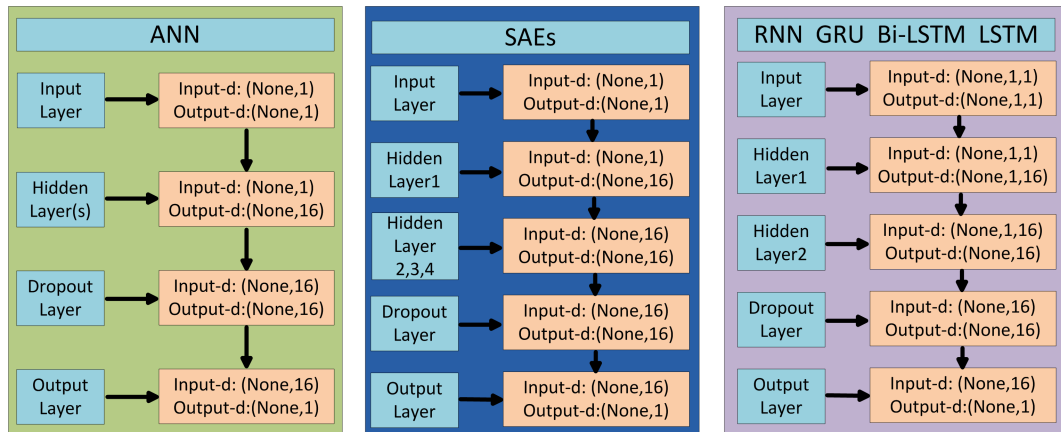 ANN
Input
Layer
Input-d: (None,1)
Output-d:(None,1)
Hidden
Layer(s)
Input-d: (None,1)
Output-d:(None,16)
Dropout
Layer
Input-d: (None,16)
Output-d:(None,16)
Output
Layer
Input-d: (None,16)
Output-d:(None,1)
SAEs
Input
Layer
Input-d: (None,1)
Output-d:(None,1)
Hidden
Layer1
Input-d: (None,1)
Output-d:(None,16)
Hidden
Layer
2,3,4
Input-d: (None,16)
Output-d:(None,16)
Dropout
Layer
Input-d: (None,16)
Output-d:(None,16)
Output
Layer
Input-d: (None,16)
Output-d:(None,1)
RNN GRU Bi-LSTM LSTM
Input
Layer
Input-d: (None,1,1)
Output-d:(None,1,1)
Hidden
Layer1
Input-d: (None,1,1)
Output-d:(None,1,16)
Hidden
Layer2
Input-d: (None,1,16)
Output-d:(None,16)
Dropout
Layer
Input-d: (None,16)
Output-d:(None,16)
Output
Layer
Input-d: (None,16)
Output-d:(None,1)